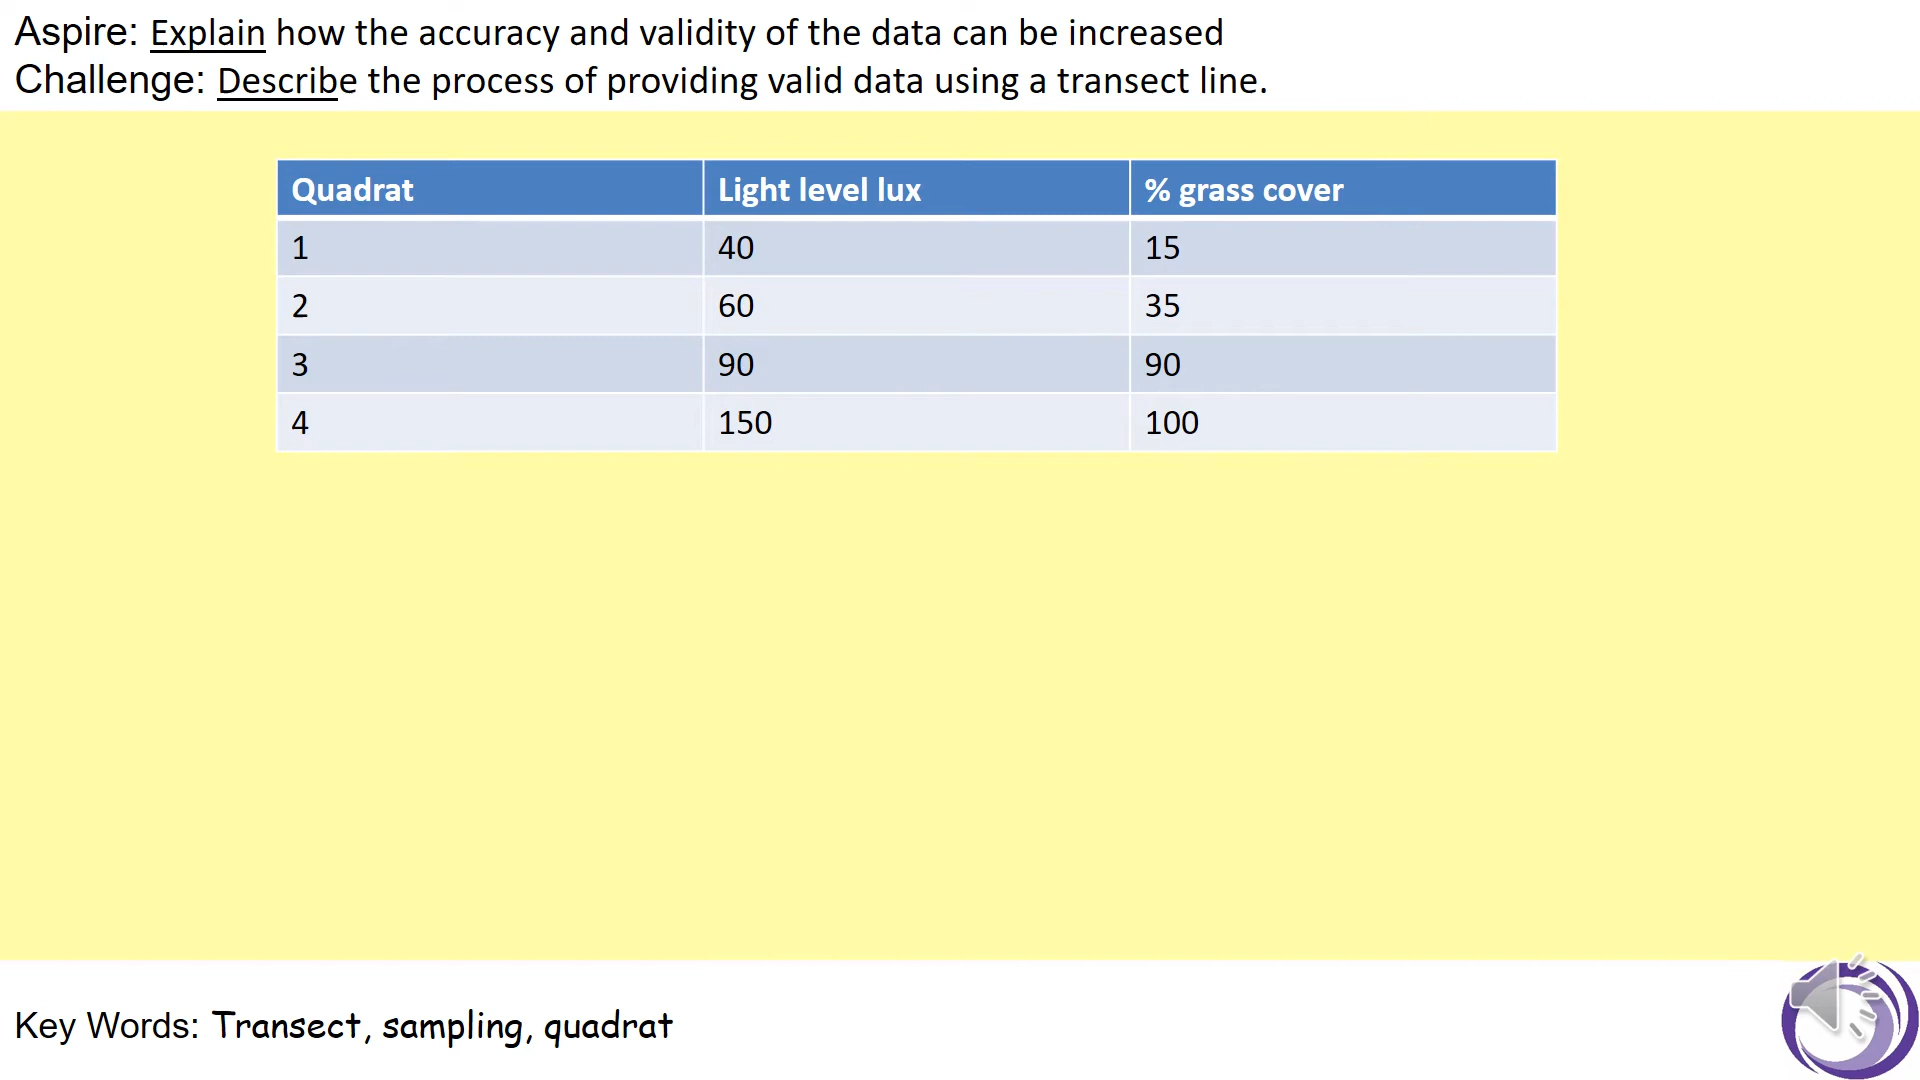 Aspire: Explain how the accuracy and validity of the data can be increased
Challenge: Describe the process of providing valid data using a transect line.
Quadrat Light level lux % grass cover
1 40 15
2 60 35
3 90 90
4 150 100
Key Words: Transect, sampling, quadrat